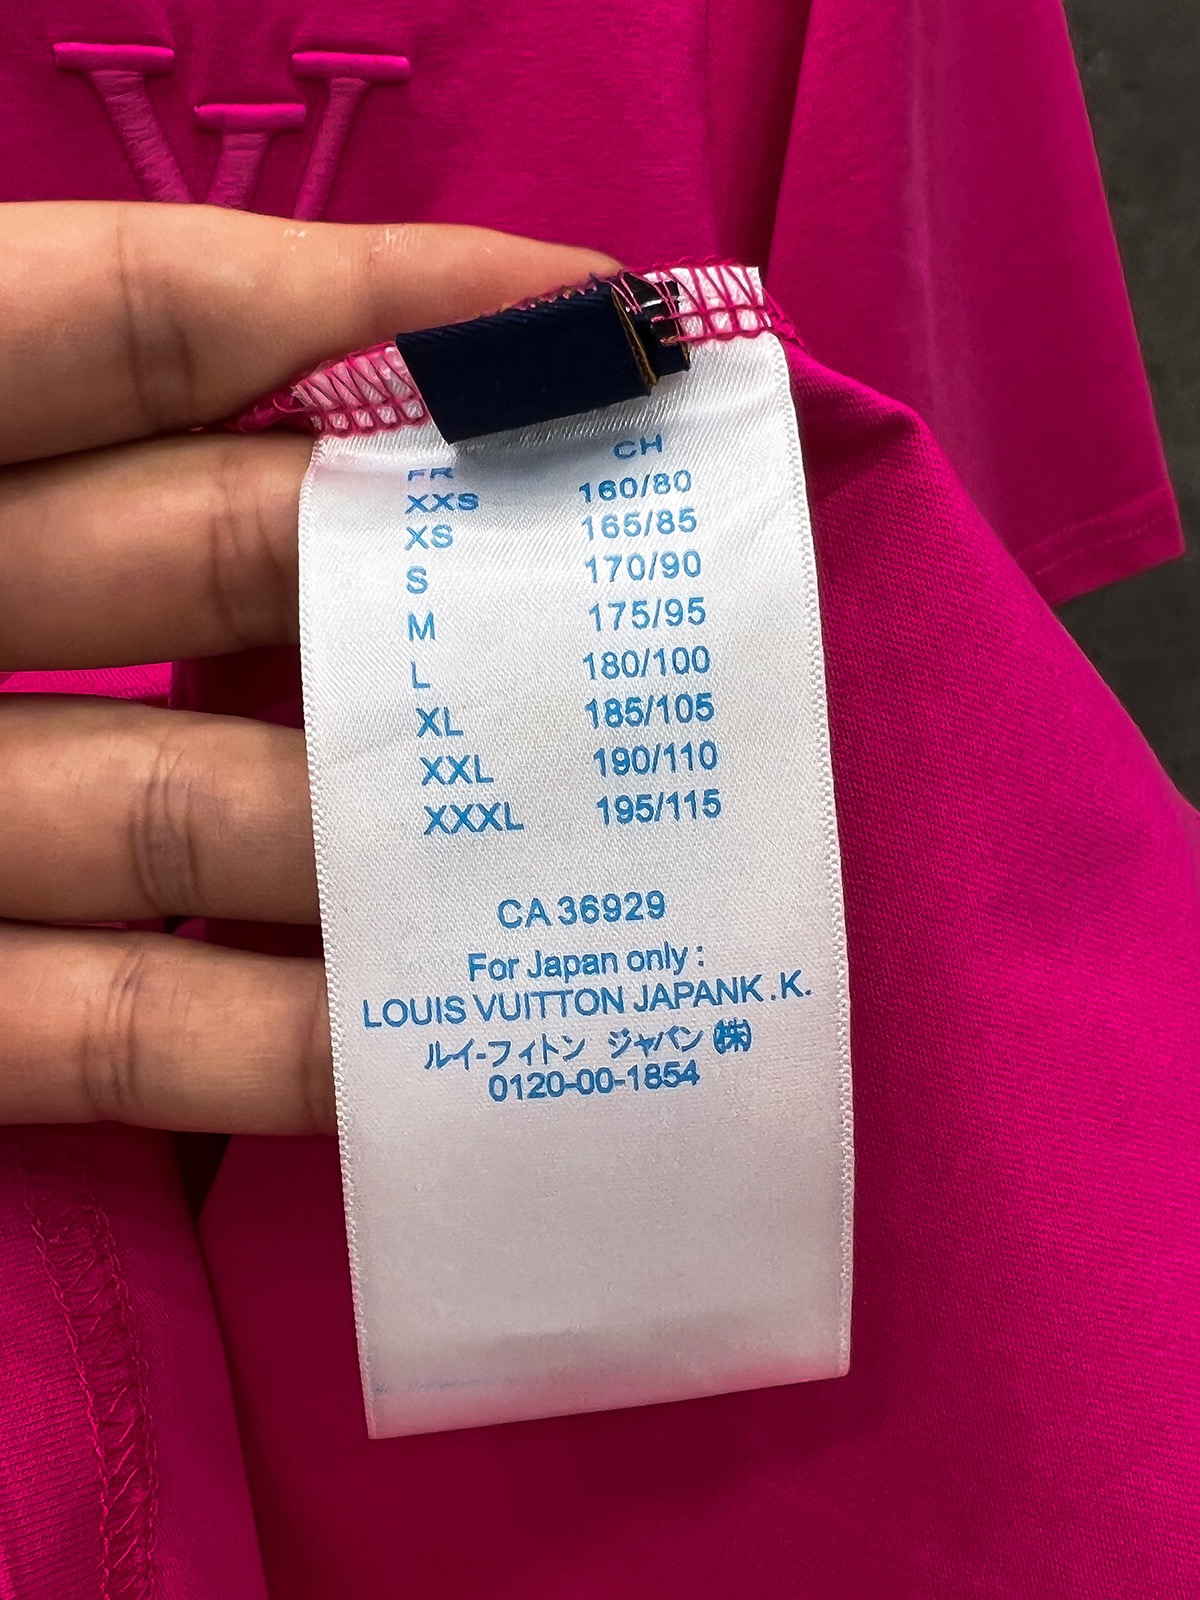 FR CH
XXS 160/80
XS 165/85
S 170/90
M 175/95
L 180/100
XL 185/105
XXL 190/110
XXXL 195/115
CA 36929
For Japan only :
LOUIS VUITTON JAPANK.K.
ルイ-フィトン ジャパン ㈱
0120-00-1854